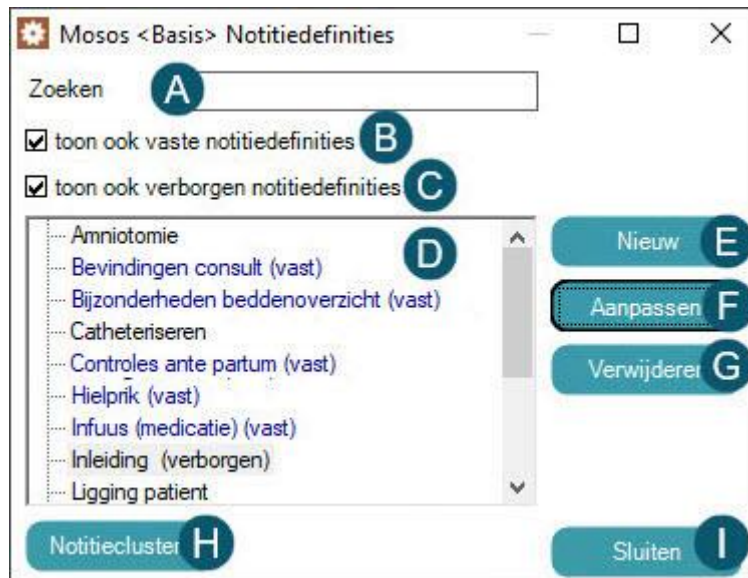 Mosos <Basis> Notitiedefinities
Zoeken A
toon ook vaste notitiedefinities B
toon ook verborgen notitiedefinities C
Amniotomie D
Bevindingen consult (vast)
Bijzonderheden beddenoverzicht (vast)
Catheteriseren
Controles ante partum (vast)
Hielprik (vast)
Infuus (medicatie) (vast)
Inleiding (verborgen)
Ligging patient
Nieuw E
Aanpassen F
Verwijderen G
Notitiecluster H
Sluiten I